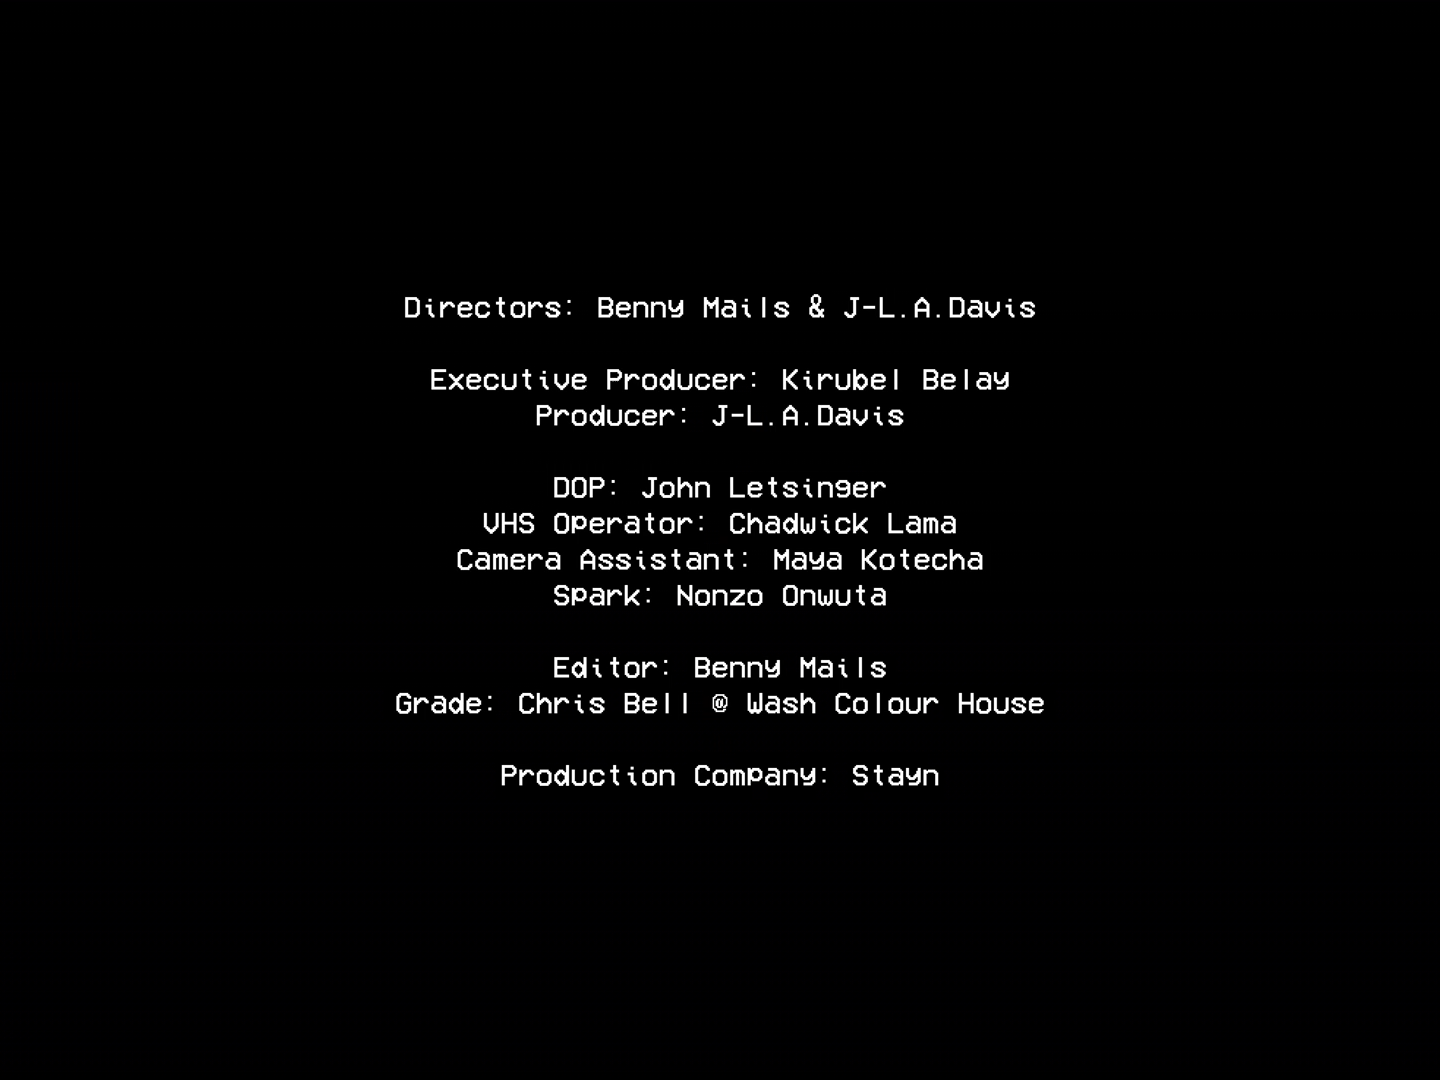 Directors: Benny Mails & J-L.A.Davis
Executive Producer: Kirubel Belay
Producer: J-L.A.Davis
DOP: John Letsinger
VHS Operator: Chadwick Lama
Camera Assistant: Maya Kotecha
Spark: Nonzo Onwuta
Editor: Benny Mails
Grade: Chris Bell @ Wash Colour House
Production Company: Stayn